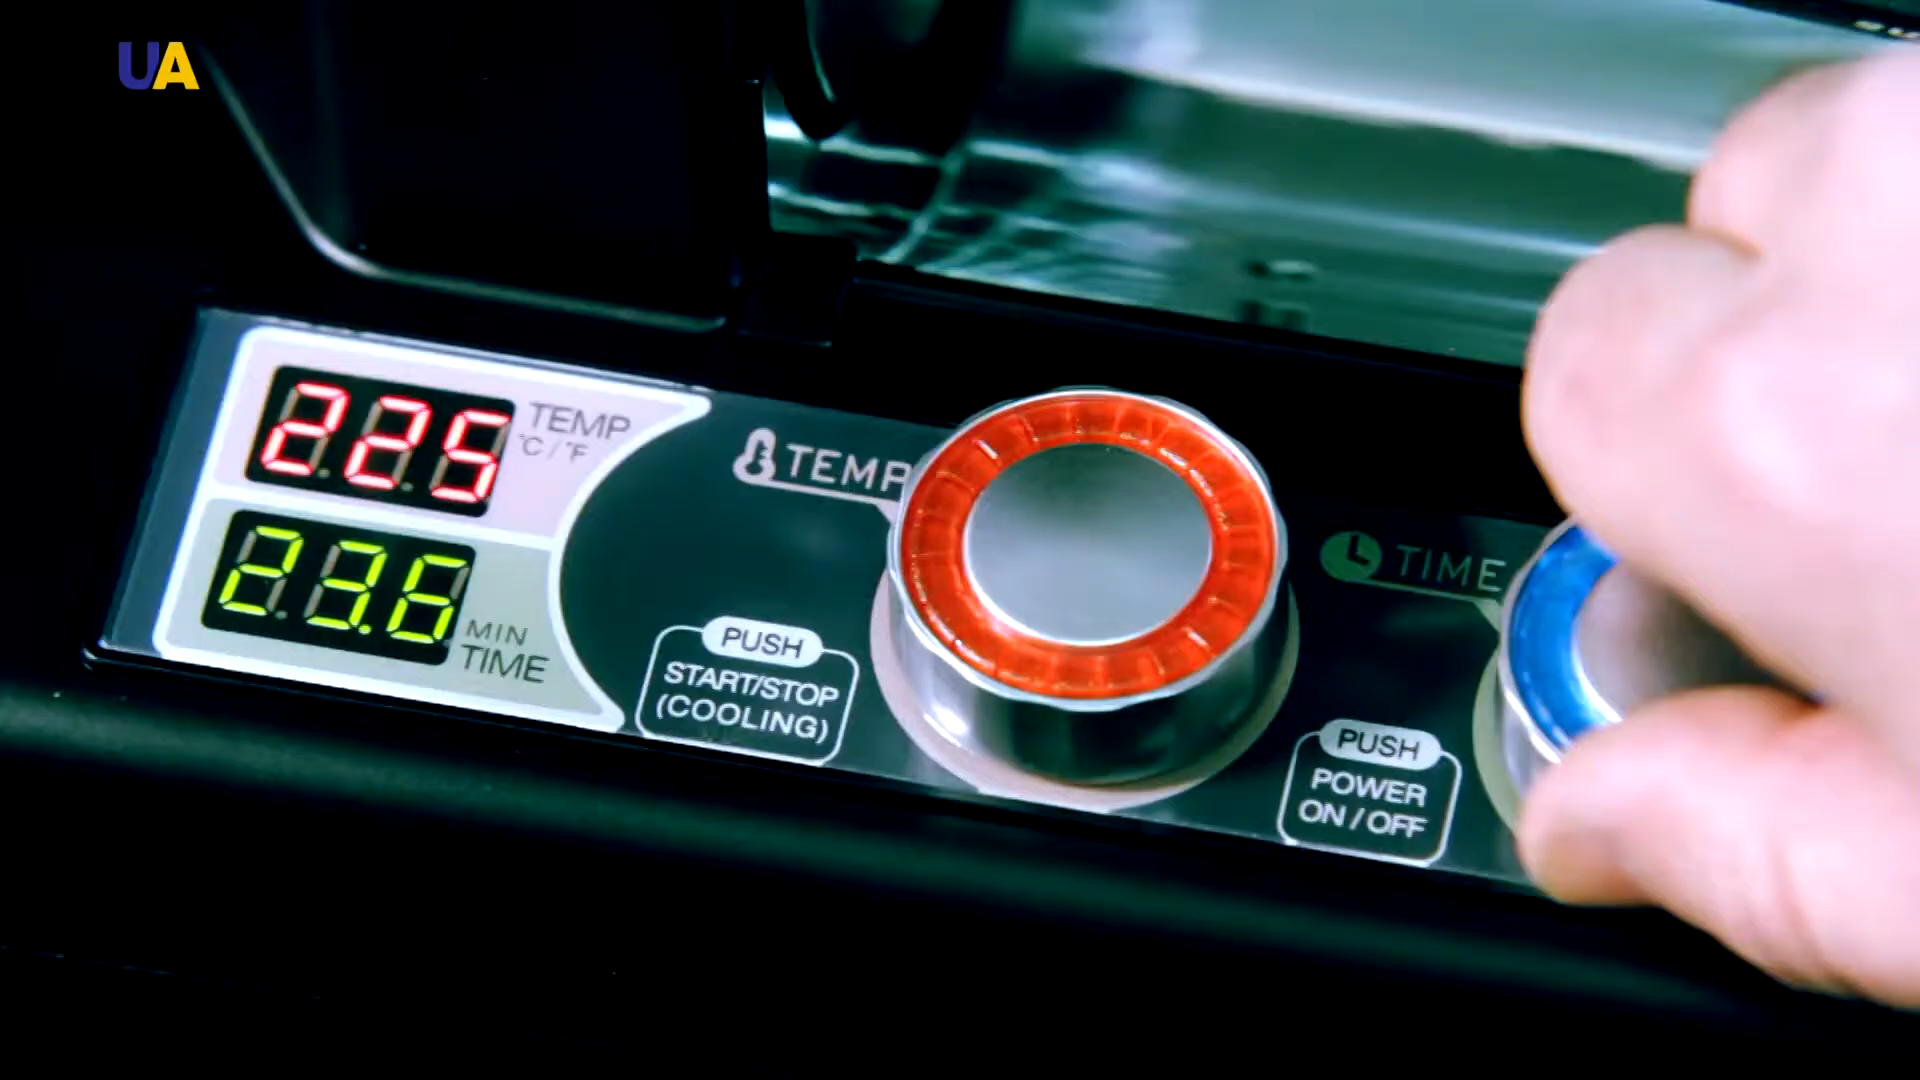 UA
225
TEMP
°C / °F
23.6
MIN
TIME
TEMP
PUSH
START/STOP
(COOLING)
TIME
PUSH
POWER
ON / OFF